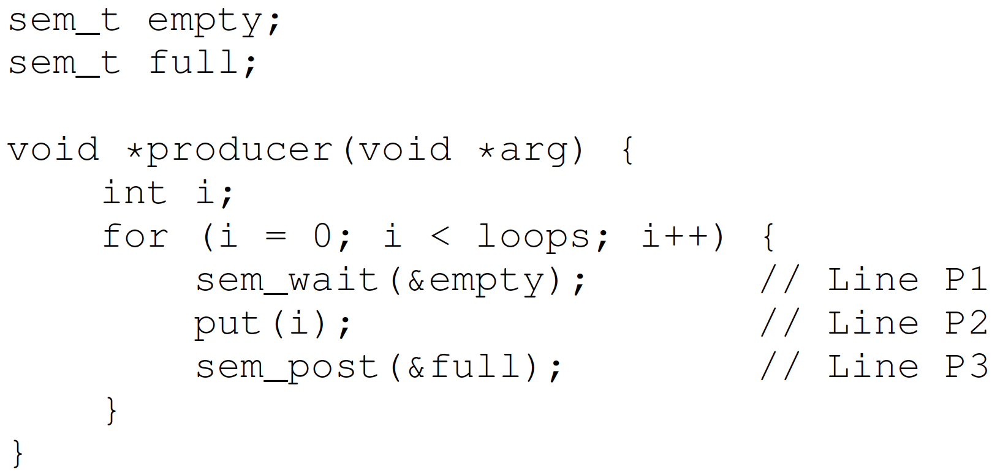 sem_t empty;
sem_t full;

void *producer(void *arg) {
    int i;
    for (i = 0; i < loops; i++) {
        sem_wait(&empty);        // Line P1
        put(i);                  // Line P2
        sem_post(&full);         // Line P3
    }
}